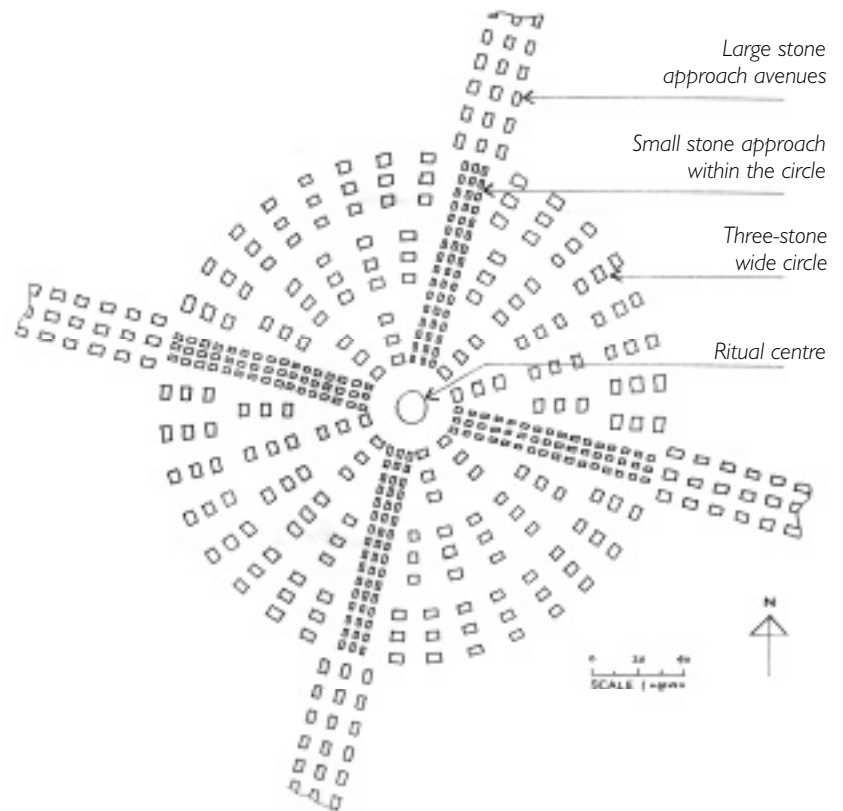 Large stone
approach avenues
Small stone approach
within the circle
Three-stone
wide circle
Ritual centre
N
SCALE